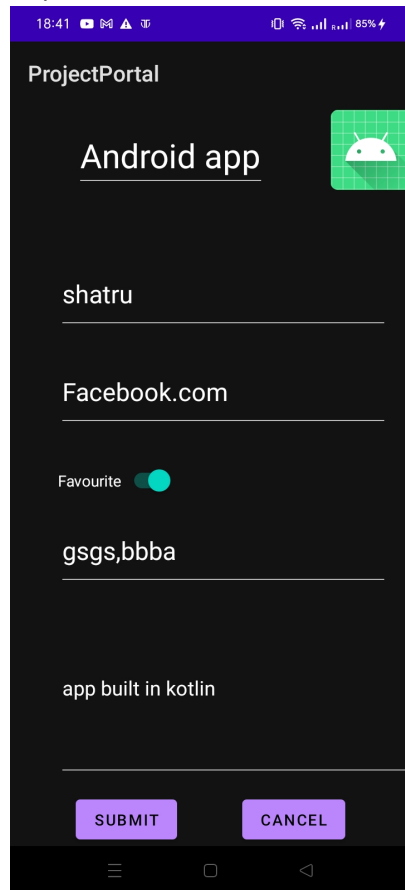 18:41 85%
ProjectPortal
Android app
shatru
Facebook.com
Favourite
gsgs,bbba
app built in kotlin
SUBMIT CANCEL